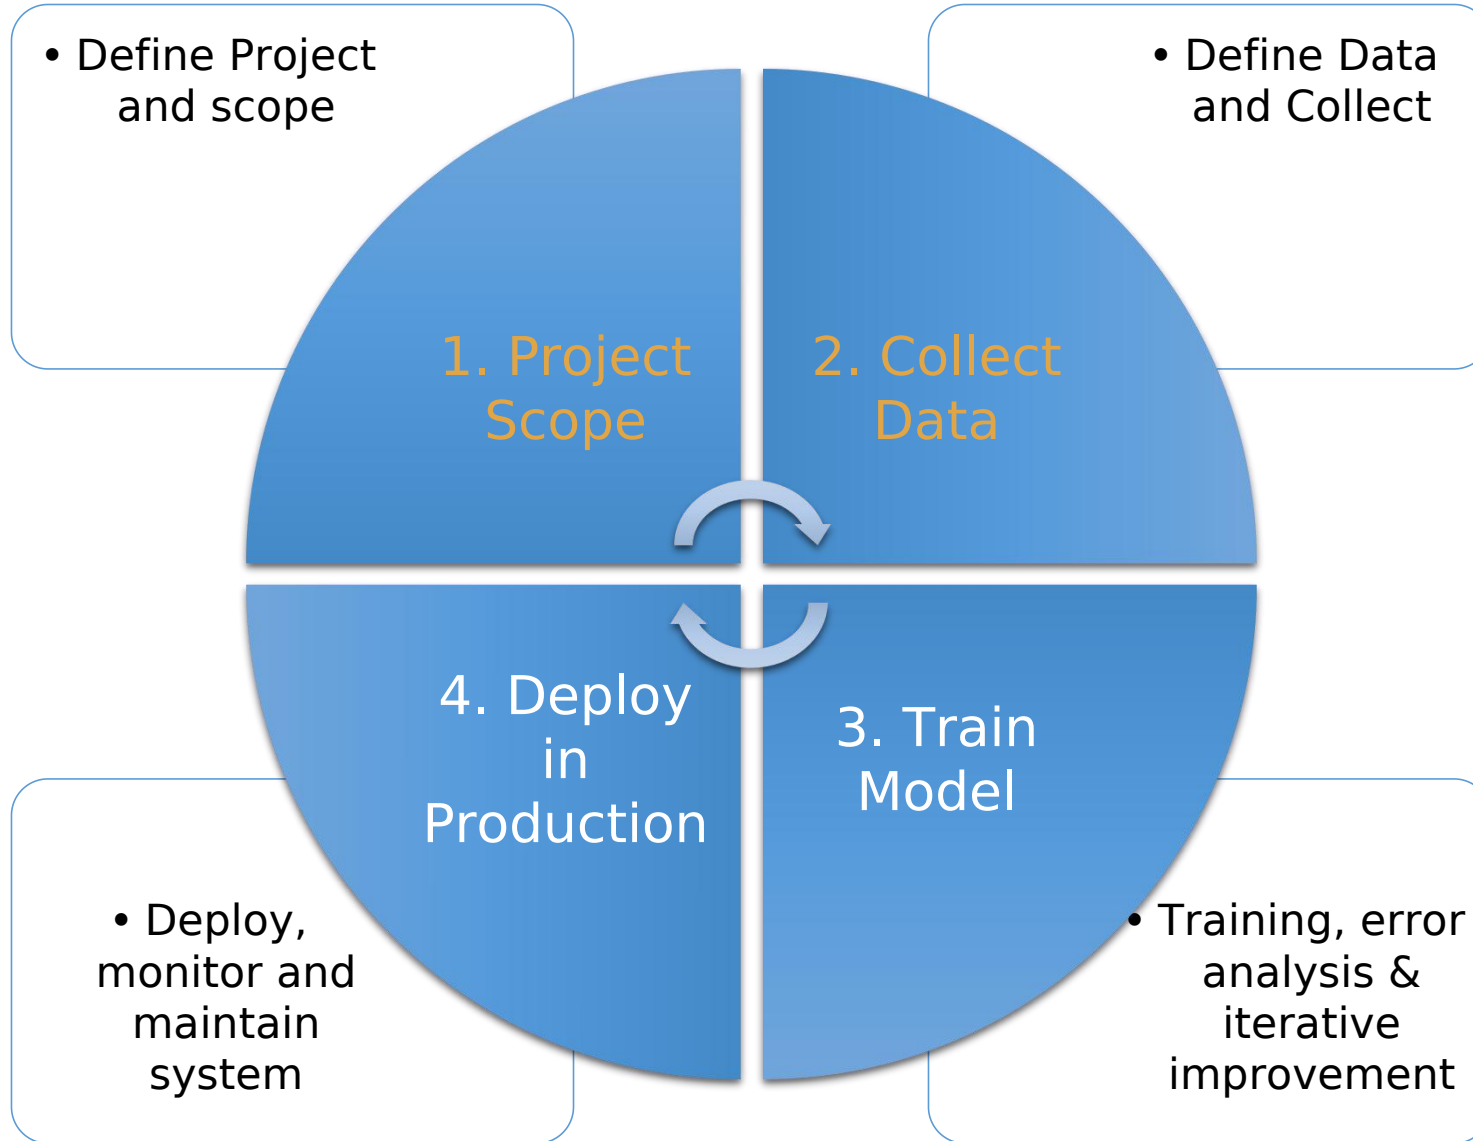 • Define Project
and scope
• Define Data
and Collect
1. Project
Scope
2. Collect
Data
4. Deploy
in
Production
3. Train
Model
• Deploy,
monitor and
maintain
system
• Training, error
analysis &
iterative
improvement